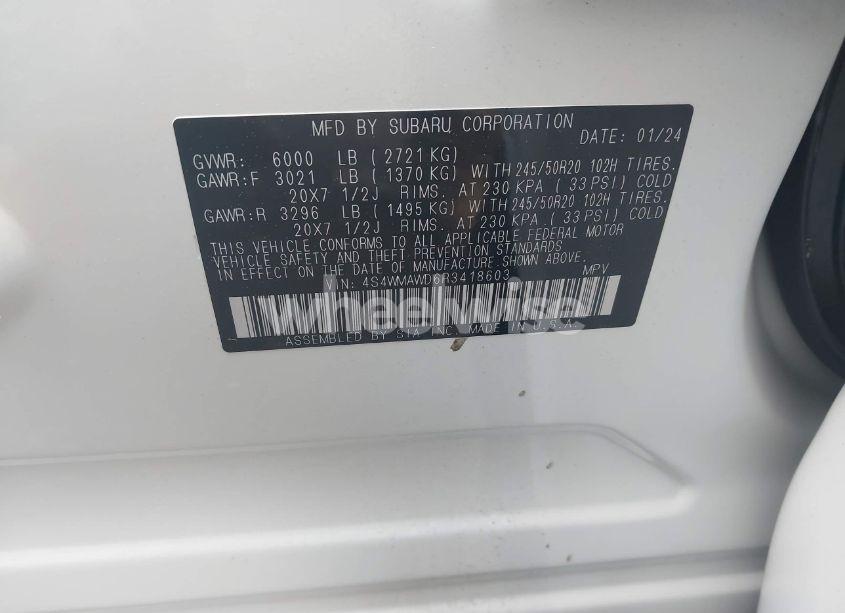 MFD BY SUBARU CORPORATION DATE: 01/24
GVWR: 6000 LB ( 2721 KG)
GAWR:F 3021 LB ( 1370 KG) WITH 245/50R20 102H TIRES.
20X7 1/2J RIMS. AT 230 KPA ( 33 PSI) COLD
GAWR:R 3296 LB ( 1495 KG) WITH 245/50R20 102H TIRES.
20X7 1/2J RIMS. AT 230 KPA ( 33 PSI) COLD
THIS VEHICLE CONFORMS TO ALL APPLICABLE FEDERAL MOTOR
VEHICLE SAFETY AND THEFT PREVENTION STANDARDS
IN EFFECT ON THE DATE OF MANUFACTURE SHOWN ABOVE.
VIN: 4S4WMAWD6R3418603 MPV
WheelWise
ASSEMBLED BY SIA INC. MADE IN U.S.A.
WheelWise